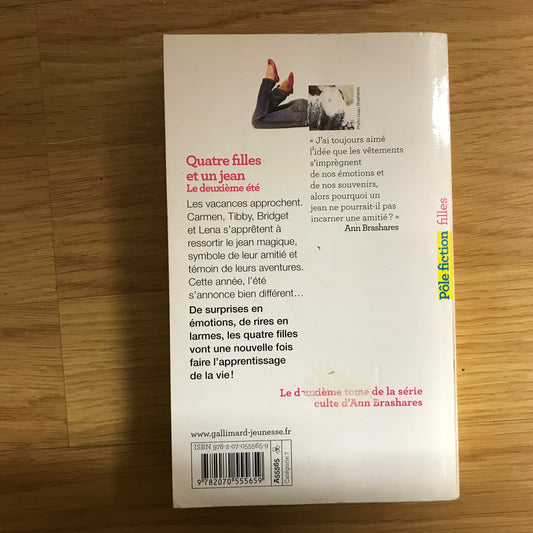 Photo Louis Brashares
« J'ai toujours aimé
l'idée que les vêtements
s'imprègnent
de nos émotions et
de nos souvenirs,
alors pourquoi un
jean ne pourrait-il pas
incarner une amitié ? »
Ann Brashares
Quatre filles
et un jean
Le deuxième été
Les vacances approchent.
Carmen, Tibby, Bridget
et Lena s'apprêtent à
ressortir le jean magique,
symbole de leur amitié et
témoin de leurs aventures.
Cette année, l'été
s'annonce bien différent...
De surprises en
émotions, de rires en
larmes, les quatre filles
vont une nouvelle fois
faire l'apprentissage
de la vie !
Le deuxième tome de la série
culte d'Ann Brashares
Pôle fiction filles
www.gallimard-jeunesse.fr
ISBN 978-2-07-055565-9
9 782070 555659
A55565
Catégorie 7